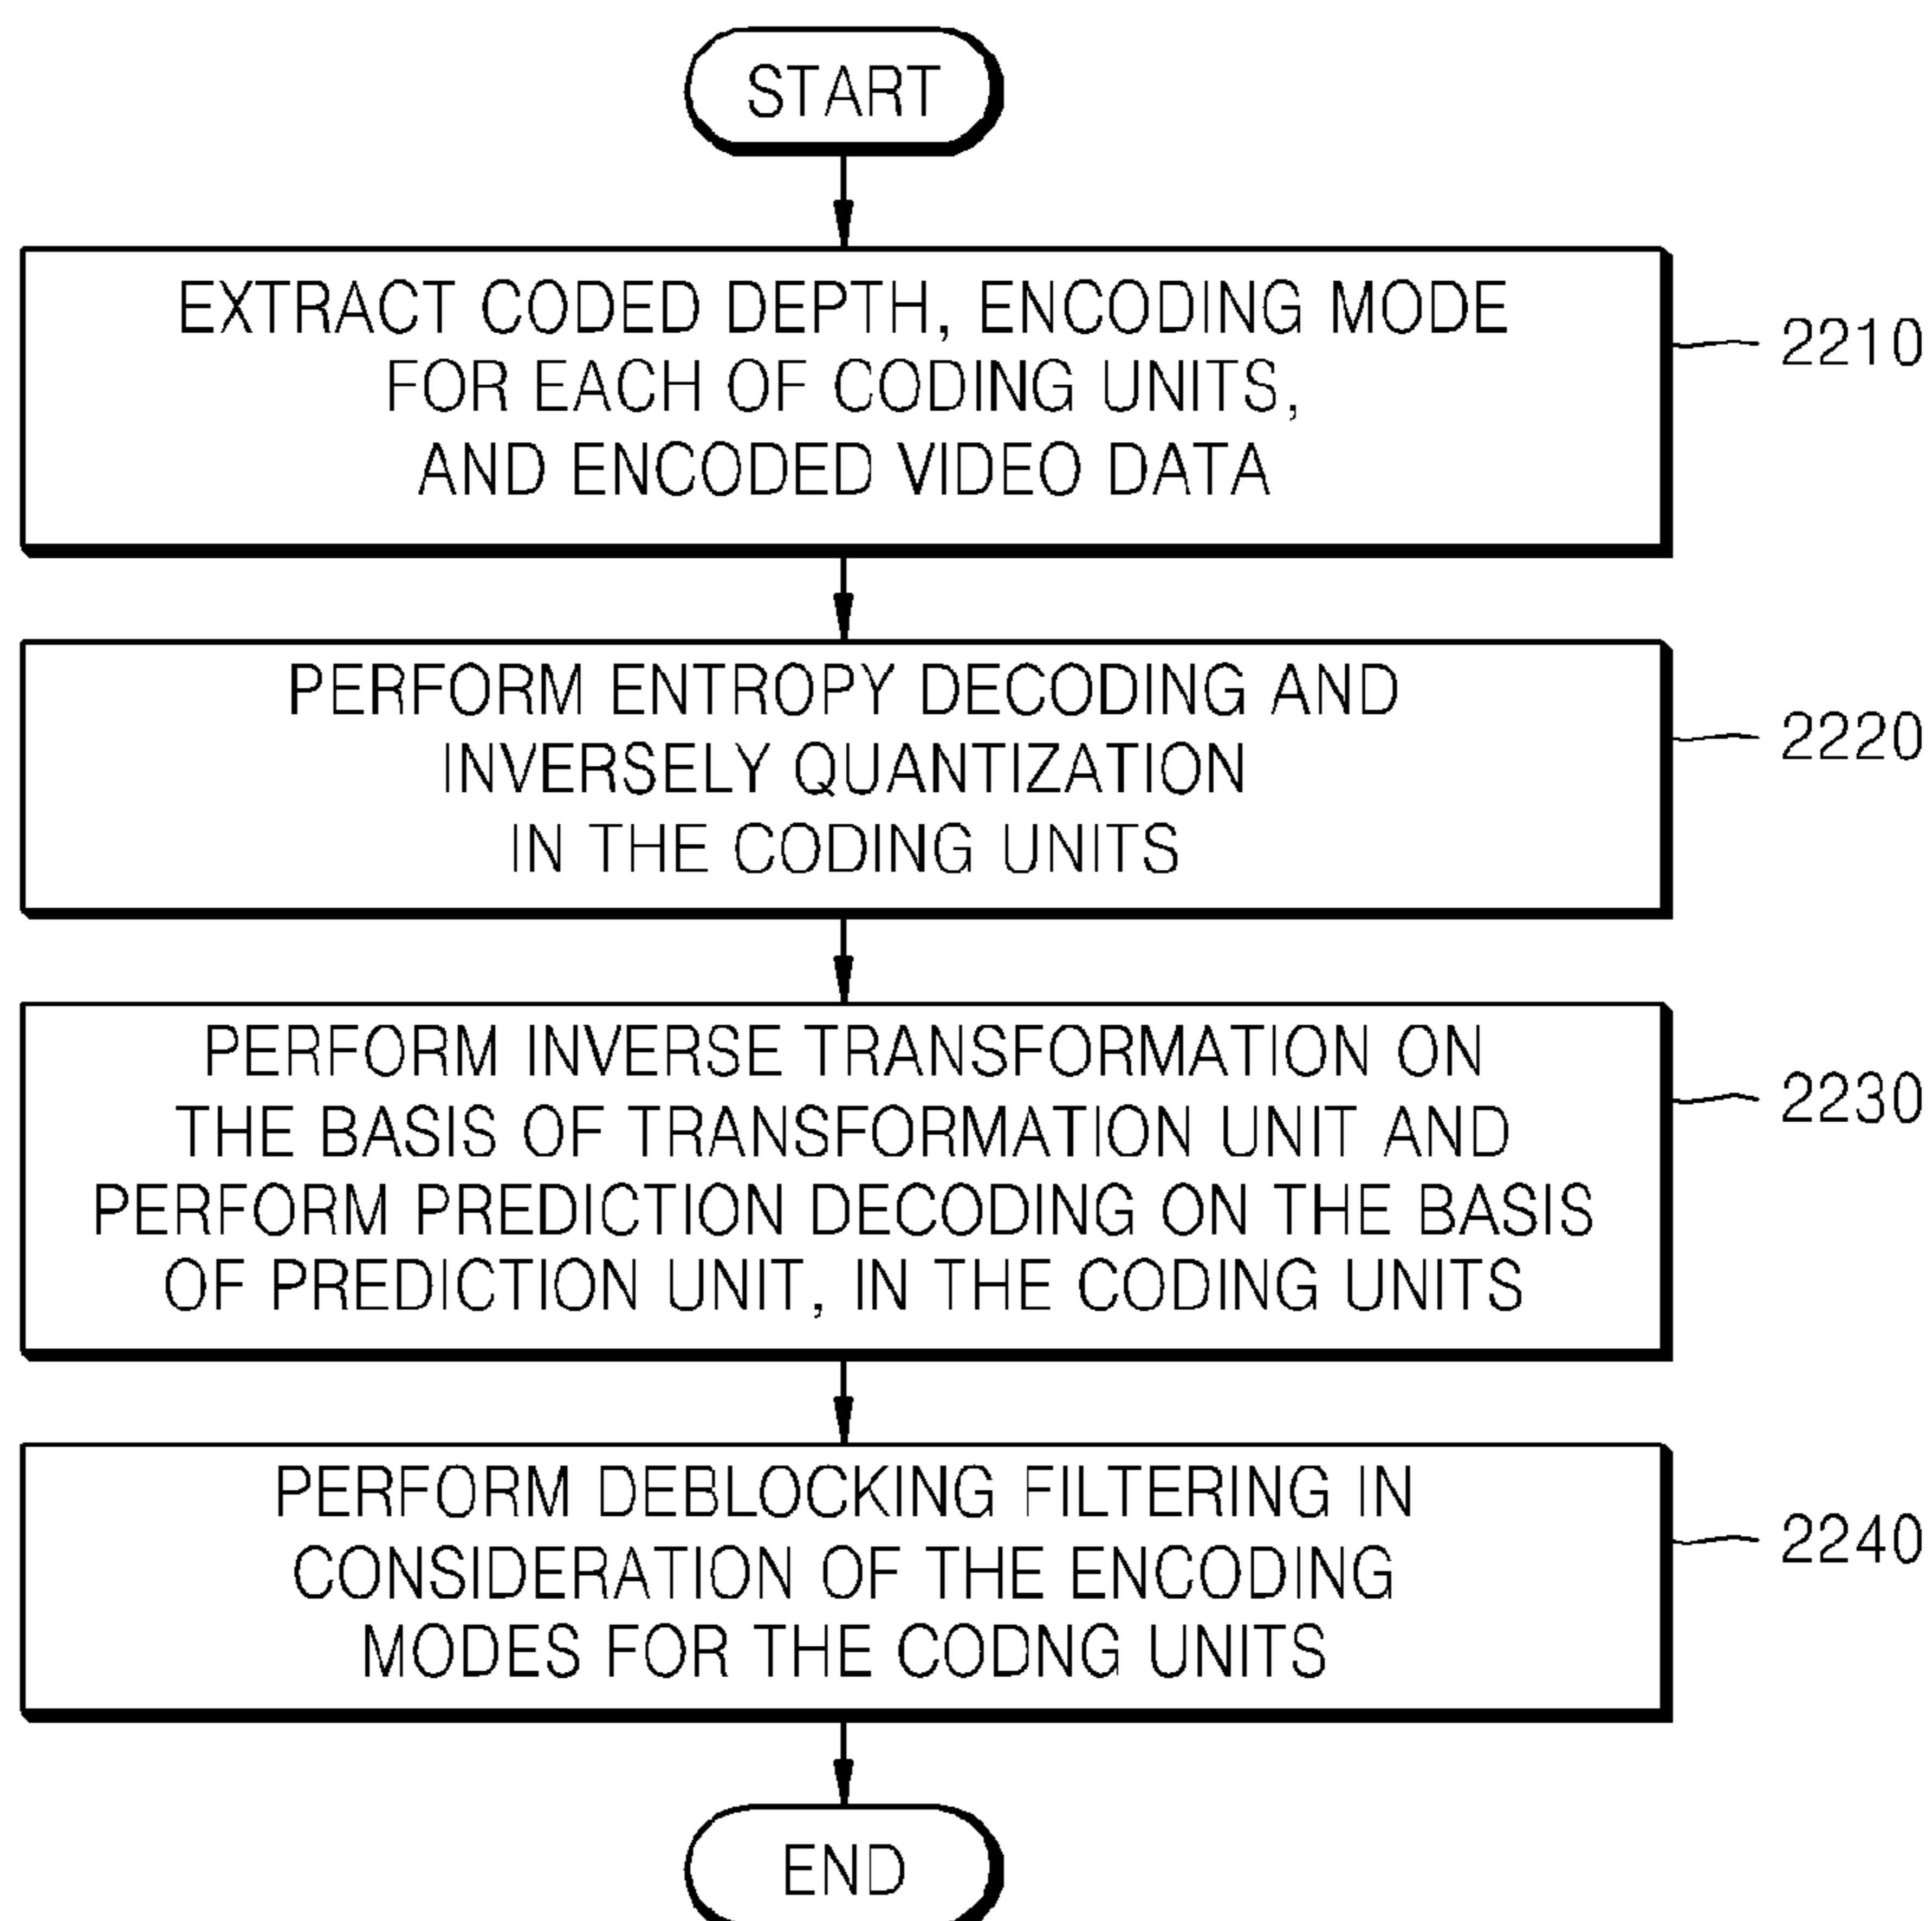 START
EXTRACT CODED DEPTH, ENCODING MODE
FOR EACH OF CODING UNITS,
AND ENCODED VIDEO DATA
2210
PERFORM ENTROPY DECODING AND
INVERSELY QUANTIZATION
IN THE CODING UNITS
2220
PERFORM INVERSE TRANSFORMATION ON
THE BASIS OF TRANSFORMATION UNIT AND
PERFORM PREDICTION DECODING ON THE BASIS
OF PREDICTION UNIT, IN THE CODING UNITS
2230
PERFORM DEBLOCKING FILTERING IN
CONSIDERATION OF THE ENCODING
MODES FOR THE CODNG UNITS
2240
END